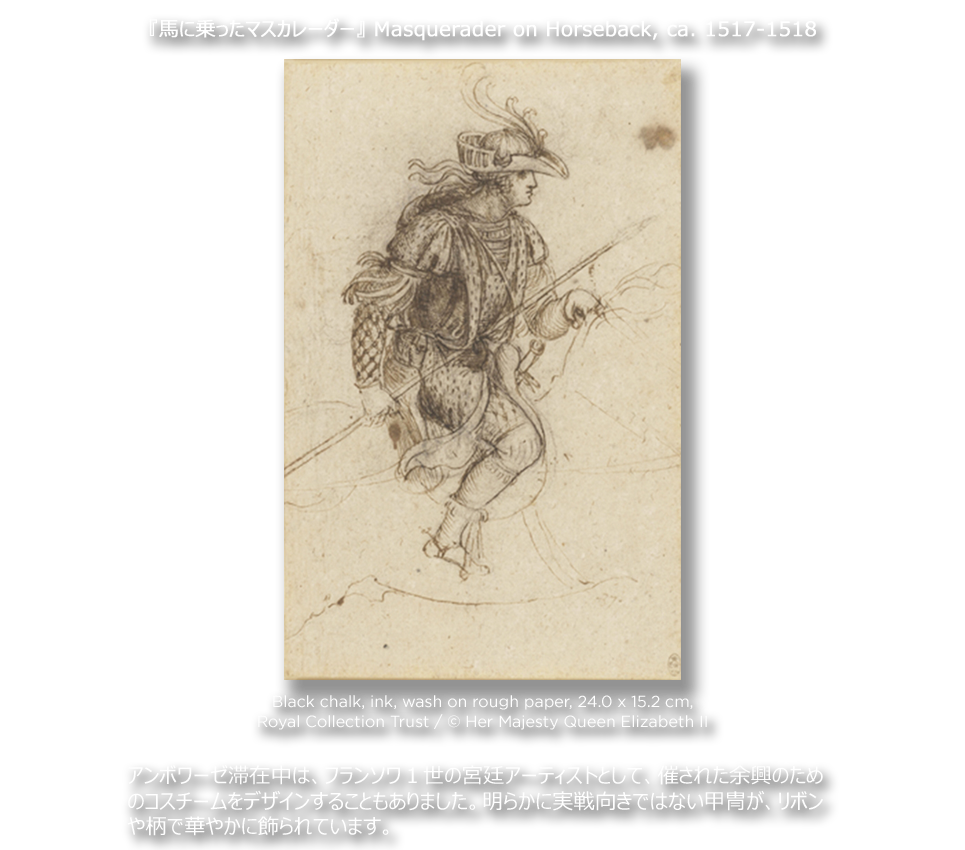 『馬に乗ったマスカレーダー』 Masquerader on Horseback, ca. 1517-1518
Black chalk, ink, wash on rough paper, 24.0 x 15.2 cm,
Royal Collection Trust / © Her Majesty Queen Elizabeth II
アンボワーゼ滞在中は、フランソワ１世の宮廷アーティストとして、催された余興のため
のコスチームをデザインすることもありました。明らかに実戦向きではない甲冑が、リボン
や柄で華やかに飾られています。